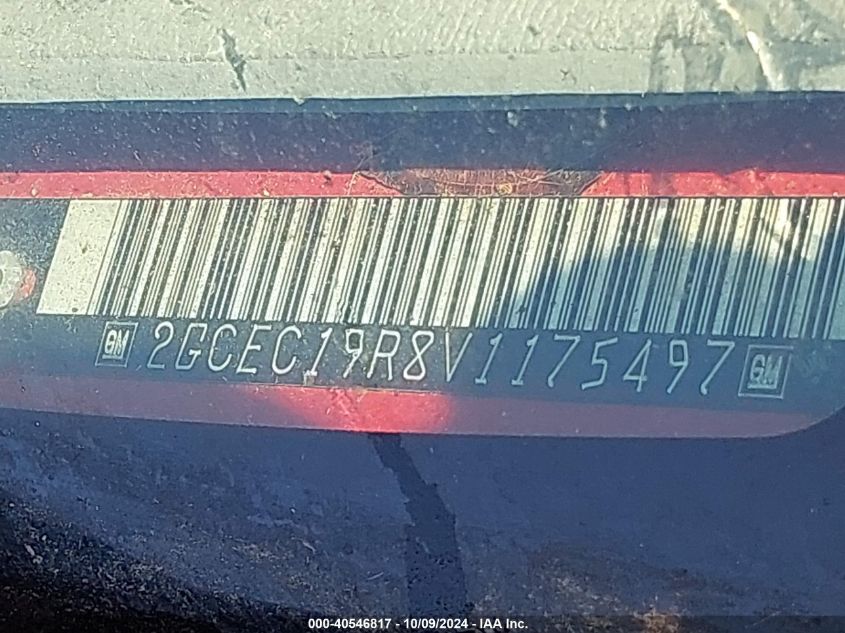 GM 2GCEC19R8V1175497 GM
000-40546817 - 10/09/2024 - IAA Inc.